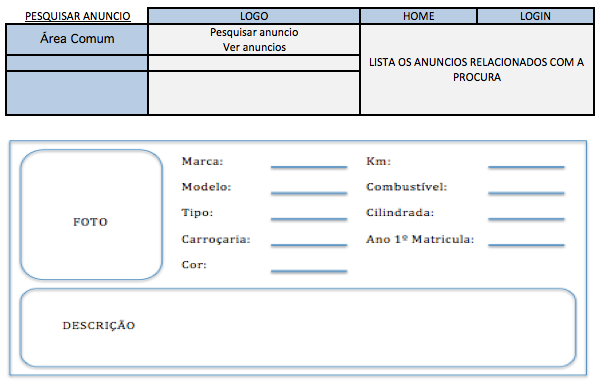 PESQUISAR ANUNCIO LOGO HOME LOGIN
Área Comum
Pesquisar anuncio
Ver anuncios
LISTA OS ANUNCIOS RELACIONADOS COM A
PROCURA
FOTO
Marca:
Modelo:
Tipo:
Carroçaria:
Cor:
Km:
Combustível:
Cilindrada:
Ano 1º Matricula:
DESCRIÇÃO